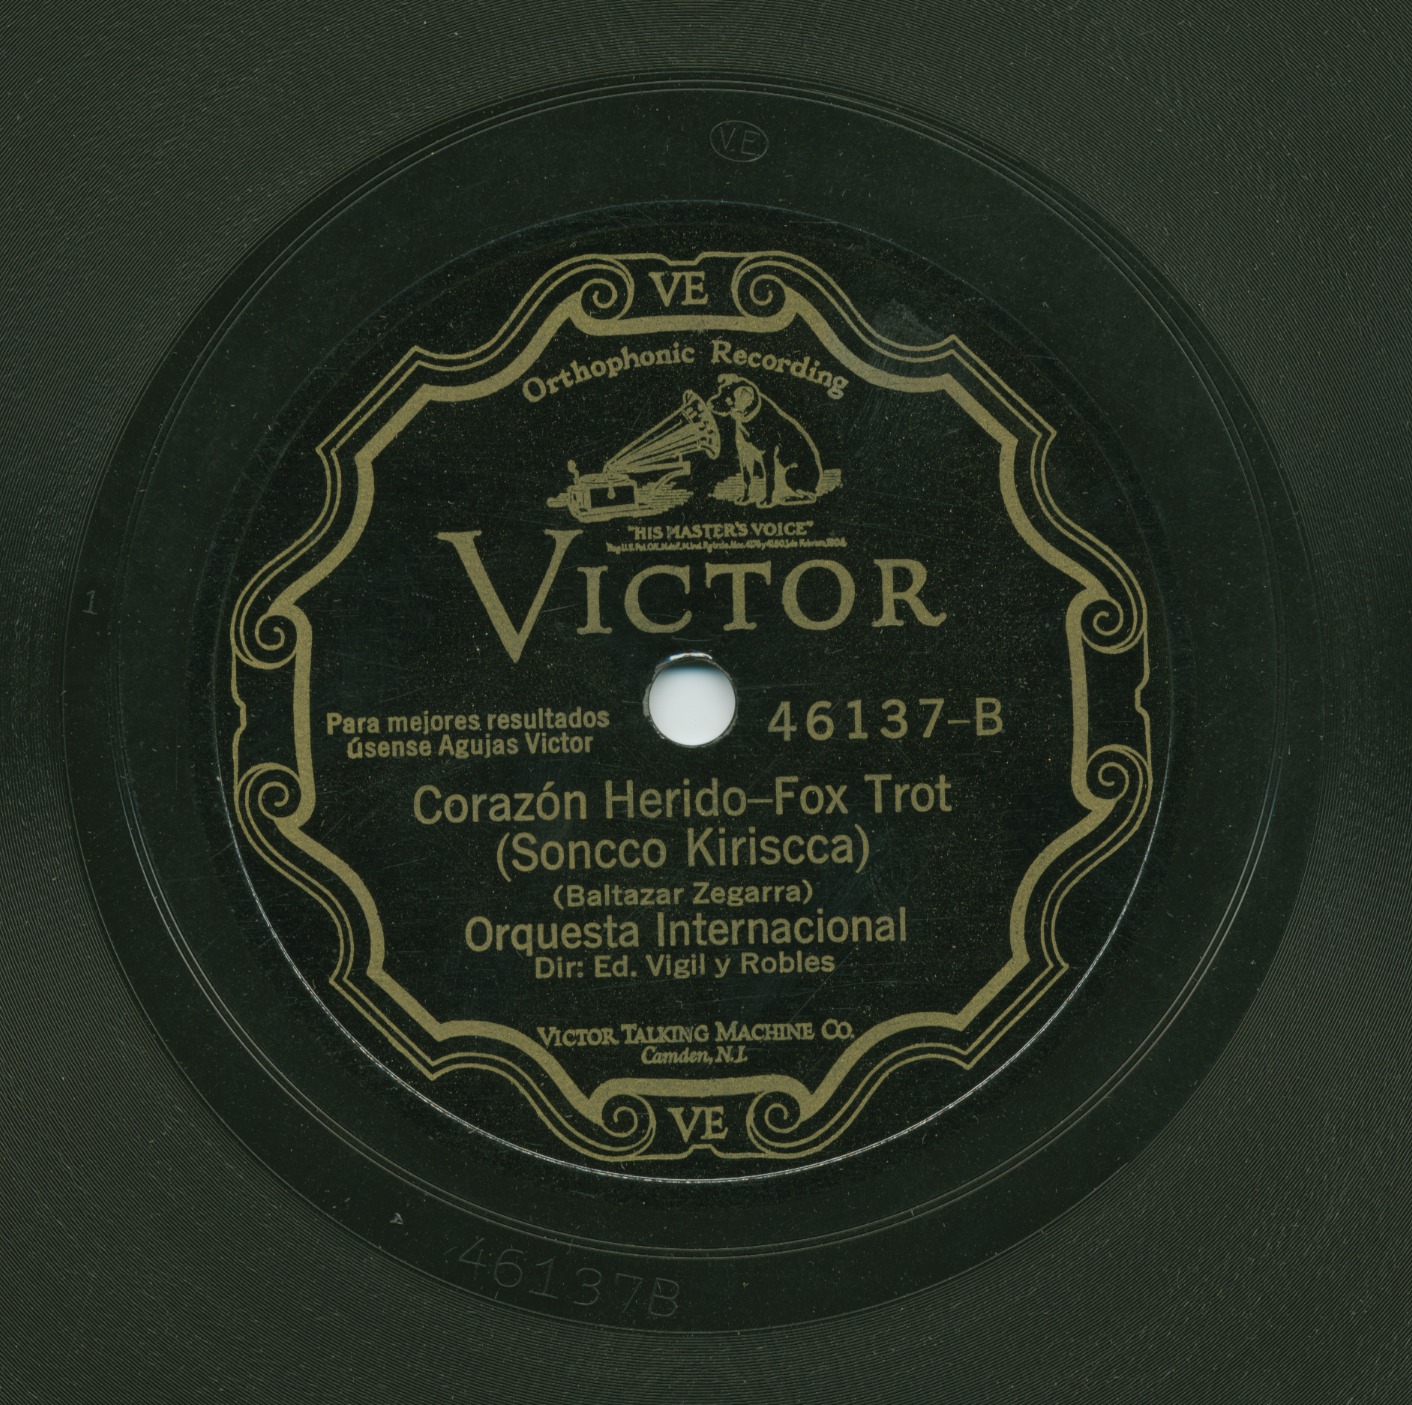 V.E.
VE
Orthophonic Recording
"HIS MASTER'S VOICE"
VICTOR
Para mejores resultados
úsense Agujas Victor
46137-B
Corazón Herido–Fox Trot
(Soncco Kiriscca)
(Baltazar Zegarra)
Orquesta Internacional
Dir: Ed. Vigil y Robles
VICTOR TALKING MACHINE CO.
Camden, N.J.
VE
46137B
1
A